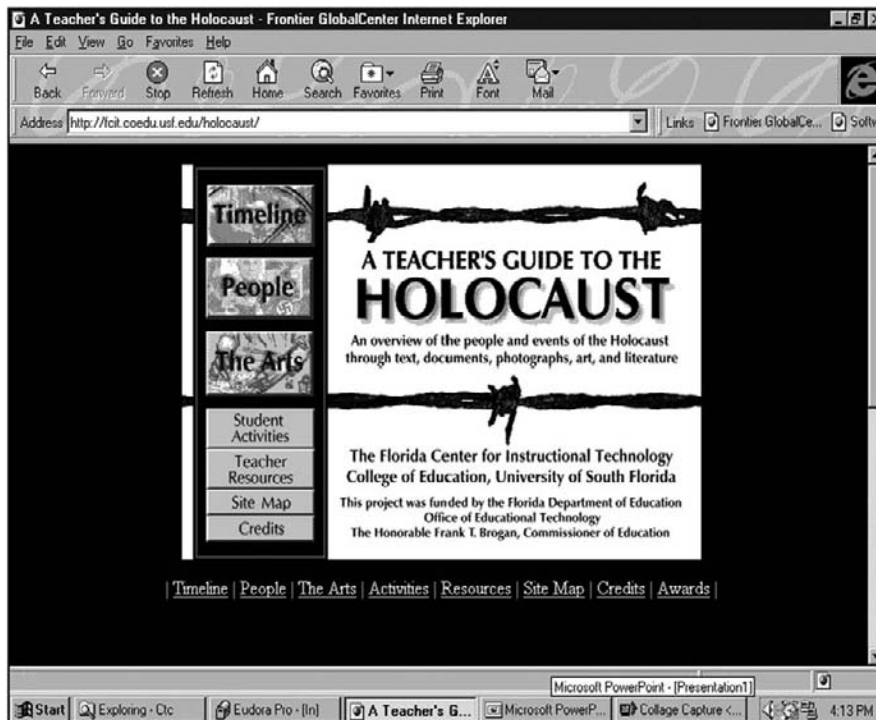 A Teacher's Guide to the Holocaust - Frontier GlobalCenter Internet Explorer
File Edit View Go Favorites Help
Back Forward Stop Refresh Home Search Favorites Print Font Mail
Address http://fcit.coedu.usf.edu/holocaust/ Links Frontier GlobalCe... Softw
Timeline
People
The Arts
Student
Activities
Teacher
Resources
Site Map
Credits
A TEACHER'S GUIDE TO THE
HOLOCAUST
An overview of the people and events of the Holocaust
through text, documents, photographs, art, and literature
The Florida Center for Instructional Technology
College of Education, University of South Florida
This project was funded by the Florida Department of Education
Office of Educational Technology
The Honorable Frank T. Brogan, Commissioner of Education
| Timeline | People | The Arts | Activities | Resources | Site Map | Credits | Awards |
Microsoft PowerPoint - [Presentation1]
Start Exploring - Ctc Eudora Pro - [In] A Teacher's G... Microsoft PowerP... Collage Capture <... 4:13 PM